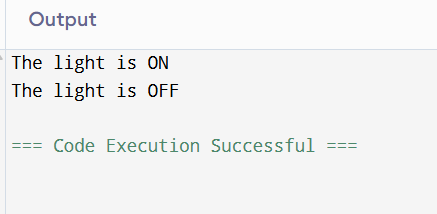 Output
The light is ON
The light is OFF
=== Code Execution Successful ===